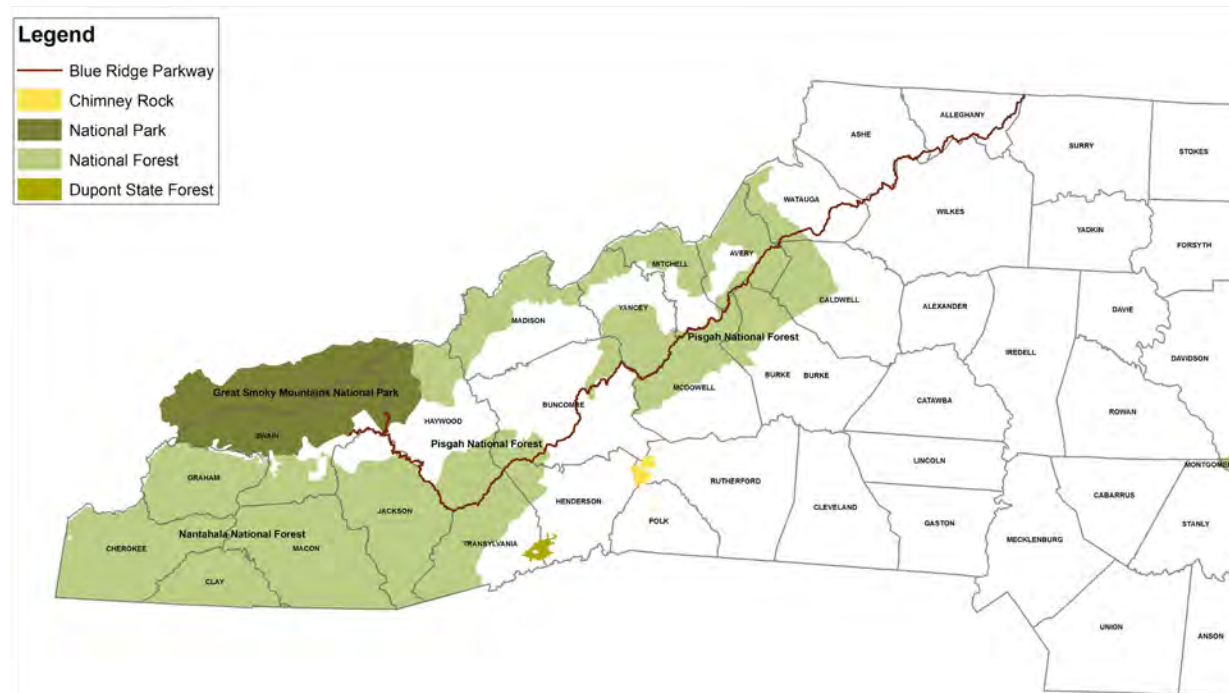 Legend
Blue Ridge Parkway
Chimney Rock
National Park
National Forest
Dupont State Forest
ALLEGHANY
ASHE
SURRY
STOKES
WATAUGA
WILKES
YADKIN
FORSYTH
AVERY
MITCHELL
CALDWELL
ALEXANDER
DAVIE
YANCEY
MADISON
Pisgah National Forest
IREDELL
DAVIDSON
BURKE
BURKE
MCDOWELL
Great Smoky Mountains National Park
CATAWBA
ROWAN
BUNCOMBE
HAYWOOD
SWAIN
Pisgah National Forest
LINCOLN
MONTGOMER
GRAHAM
RUTHERFORD
CABARRUS
HENDERSON
CLEVELAND
JACKSON
POLK
GASTON
STANLY
Nantahala National Forest
MECKLENBURG
CHEROKEE
MACON
TRANSYLVANIA
CLAY
UNION
ANSON